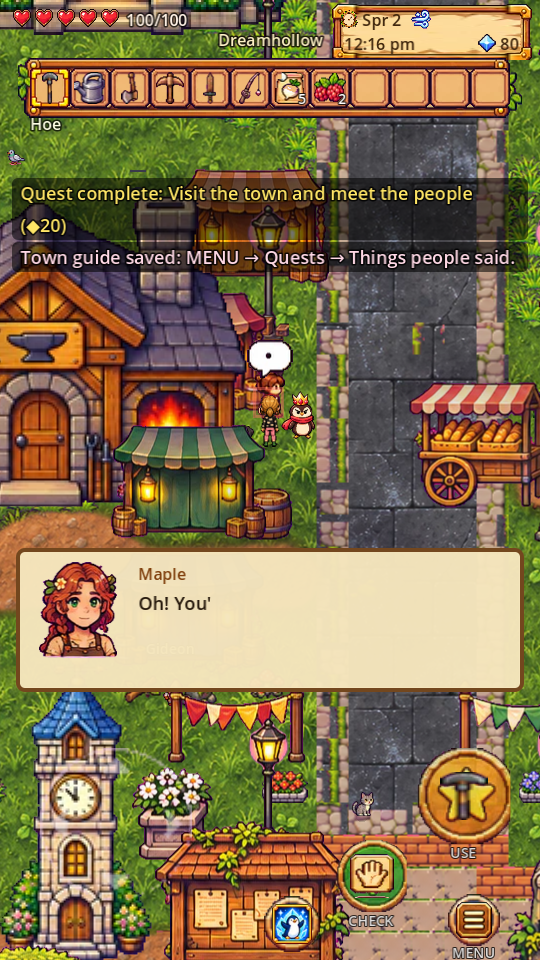 100/100
Spr 2
Dreamhollow
12:16 pm
80
5
2
Hoe
Quest complete: Visit the town and meet the people
(◆20)
Town guide saved: MENU → Quests → Things people said.
Maple
Oh! You'
Gideon
USE
CHECK
MENU